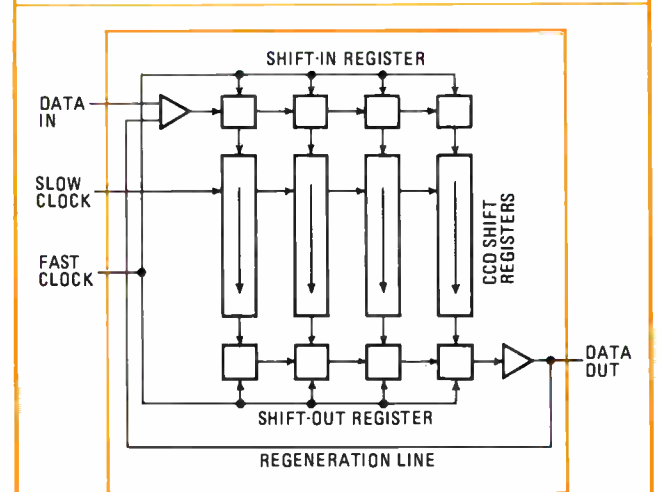 SHIFT-IN REGISTER
DATA
IN
SLOW
CLOCK
FAST
CLOCK
CCD SHIFT
REGISTERS
DATA
OUT
SHIFT-OUT REGISTER
REGENERATION LINE